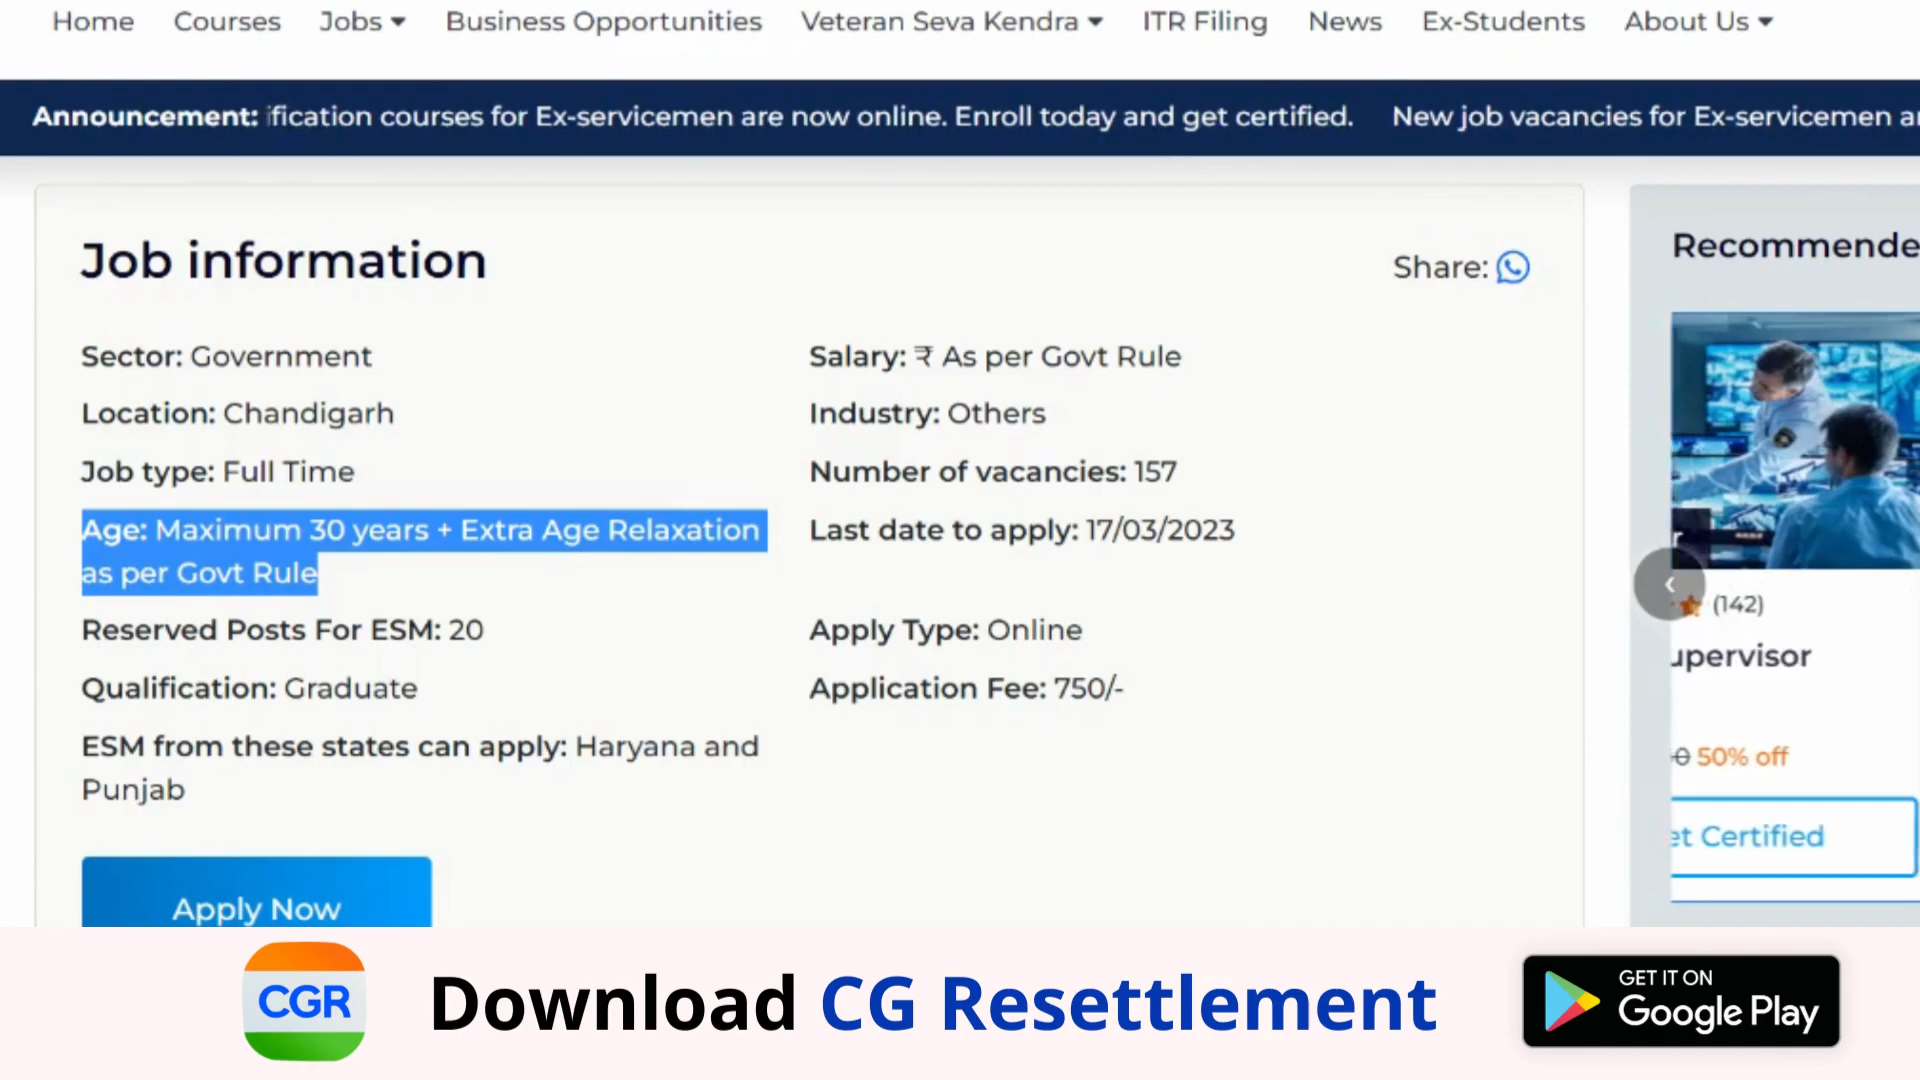 Home Courses Jobs Business Opportunities Veteran Seva Kendra ITR Filing News Ex-Students About Us
Announcement: ification courses for Ex-servicemen are now online. Enroll today and get certified. New job vacancies for Ex-servicemen
Job information
Share:
Sector: Government
Salary: ₹ As per Govt Rule
Location: Chandigarh
Industry: Others
Job type: Full Time
Number of vacancies: 157
Age: Maximum 30 years + Extra Age Relaxation
as per Govt Rule
Last date to apply: 17/03/2023
Reserved Posts For ESM: 20
Apply Type: Online
Qualification: Graduate
Application Fee: 750/-
ESM from these states can apply: Haryana and
Punjab
Apply Now
Recommende
(142)
upervisor
0 50% off
et Certified
CGR
Download CG Resettlement
GET IT ON
Google Play